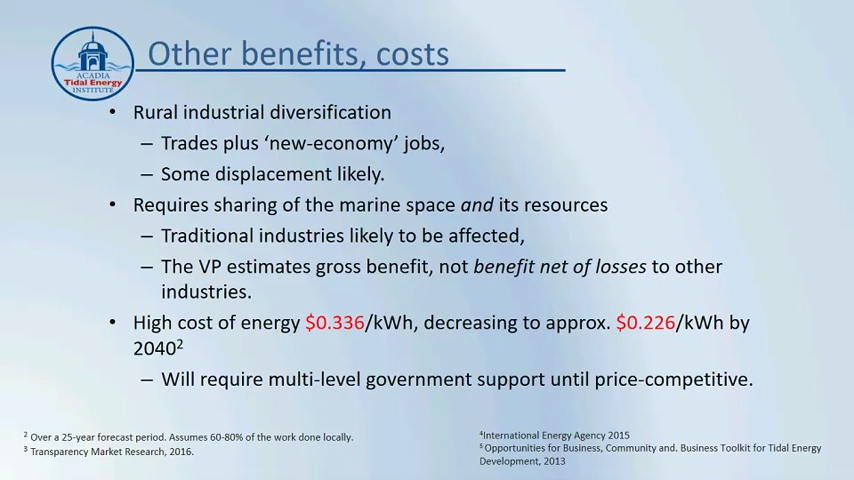 ACADIA
Tidal Energy
INSTITUTE
Other benefits, costs
• Rural industrial diversification
– Trades plus ‘new-economy’ jobs,
– Some displacement likely.
• Requires sharing of the marine space and its resources
– Traditional industries likely to be affected,
– The VP estimates gross benefit, not benefit net of losses to other
industries.
• High cost of energy $0.336/kWh, decreasing to approx. $0.226/kWh by
2040²
– Will require multi-level government support until price-competitive.
² Over a 25-year forecast period. Assumes 60-80% of the work done locally.
³ Transparency Market Research, 2016.
⁴International Energy Agency 2015
⁵ Opportunities for Business, Community and. Business Toolkit for Tidal Energy
Development, 2013